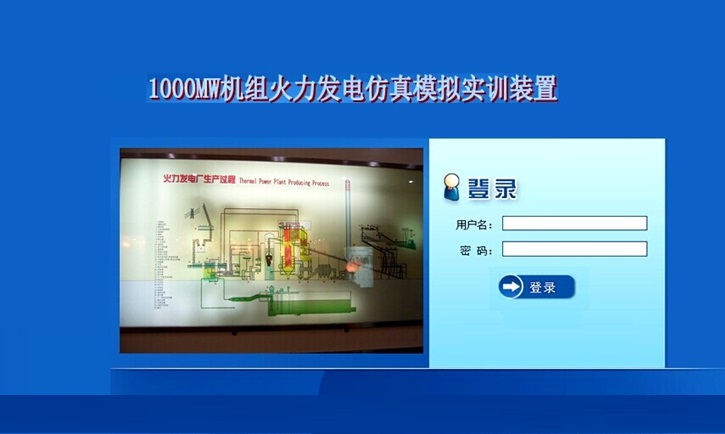 1000MW机组火力发电仿真模拟实训装置
火力发电厂生产过程 Thermal Power Plant Producing Process
登录
用户名：
密 码：
登录